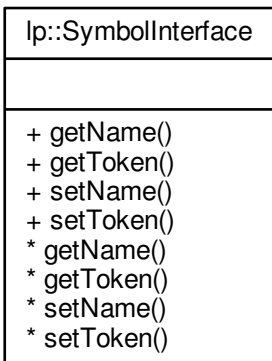 lp::SymbolInterface
+ getName()
+ getToken()
+ setName()
+ setToken()
* getName()
* getToken()
* setName()
* setToken()